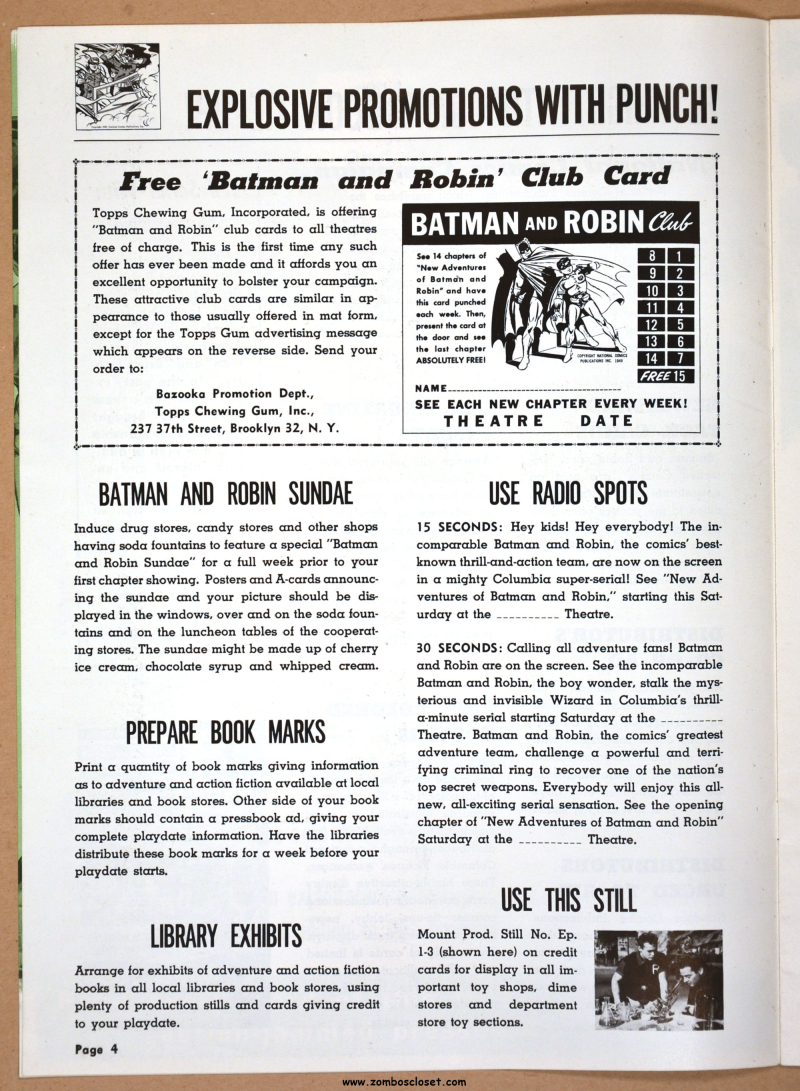 EXPLOSIVE PROMOTIONS WITH PUNCH!
Free 'Batman and Robin' Club Card
Topps Chewing Gum, Incorporated, is offering
"Batman and Robin" club cards to all theatres
free of charge. This is the first time any such
offer has ever been made and it affords you an
excellent opportunity to bolster your campaign.
These attractive club cards are similar in ap-
pearance to those usually offered in mat form,
except for the Topps Gum advertising message
which appears on the reverse side. Send your
order to:
Bazooka Promotion Dept.,
Topps Chewing Gum, Inc.,
237 37th Street, Brooklyn 32, N. Y.
BATMAN AND ROBIN Club
See 14 chapters of
"New Adventures
of Batman and
Robin" and have
this card punched
each week. Then,
present the card at
the door and see
the last chapter
ABSOLUTELY FREE!
8 1
9 2
10 3
11 4
12 5
13 6
14 7
FREE 15
COPYRIGHT NATIONAL COMICS
PUBLICATIONS INC. 1949
NAME
SEE EACH NEW CHAPTER EVERY WEEK!
THEATRE DATE
BATMAN AND ROBIN SUNDAE
Induce drug stores, candy stores and other shops
having soda fountains to feature a special "Batman
and Robin Sundae" for a full week prior to your
first chapter showing. Posters and A-cards announc-
ing the sundae and your picture should be dis-
played in the windows, over and on the soda foun-
tains and on the luncheon tables of the cooperat-
ing stores. The sundae might be made up of cherry
ice cream, chocolate syrup and whipped cream.
PREPARE BOOK MARKS
Print a quantity of book marks giving information
as to adventure and action fiction available at local
libraries and book stores. Other side of your book
marks should contain a pressbook ad, giving your
complete playdate information. Have the libraries
distribute these book marks for a week before your
playdate starts.
LIBRARY EXHIBITS
Arrange for exhibits of adventure and action fiction
books in all local libraries and book stores, using
plenty of production stills and cards giving credit
to your playdate.
Page 4
USE RADIO SPOTS
15 SECONDS: Hey kids! Hey everybody! The in-
comparable Batman and Robin, the comics' best-
known thrill-and-action team, are now on the screen
in a mighty Columbia super-serial! See "New Ad-
ventures of Batman and Robin," starting this Sat-
urday at the __________ Theatre.
30 SECONDS: Calling all adventure fans! Batman
and Robin are on the screen. See the incomparable
Batman and Robin, the boy wonder, stalk the mys-
terious and invisible Wizard in Columbia's thrill-
a-minute serial starting Saturday at the __________
Theatre. Batman and Robin, the comics' greatest
adventure team, challenge a powerful and terri-
fying criminal ring to recover one of the nation's
top secret weapons. Everybody will enjoy this all-
new, all-exciting serial sensation. See the opening
chapter of "New Adventures of Batman and Robin"
Saturday at the __________ Theatre.
USE THIS STILL
Mount Prod. Still No. Ep.
1-3 (shown here) on credit
cards for display in all im-
portant toy shops, dime
stores and department
store toy sections.
www.zomboscloset.com